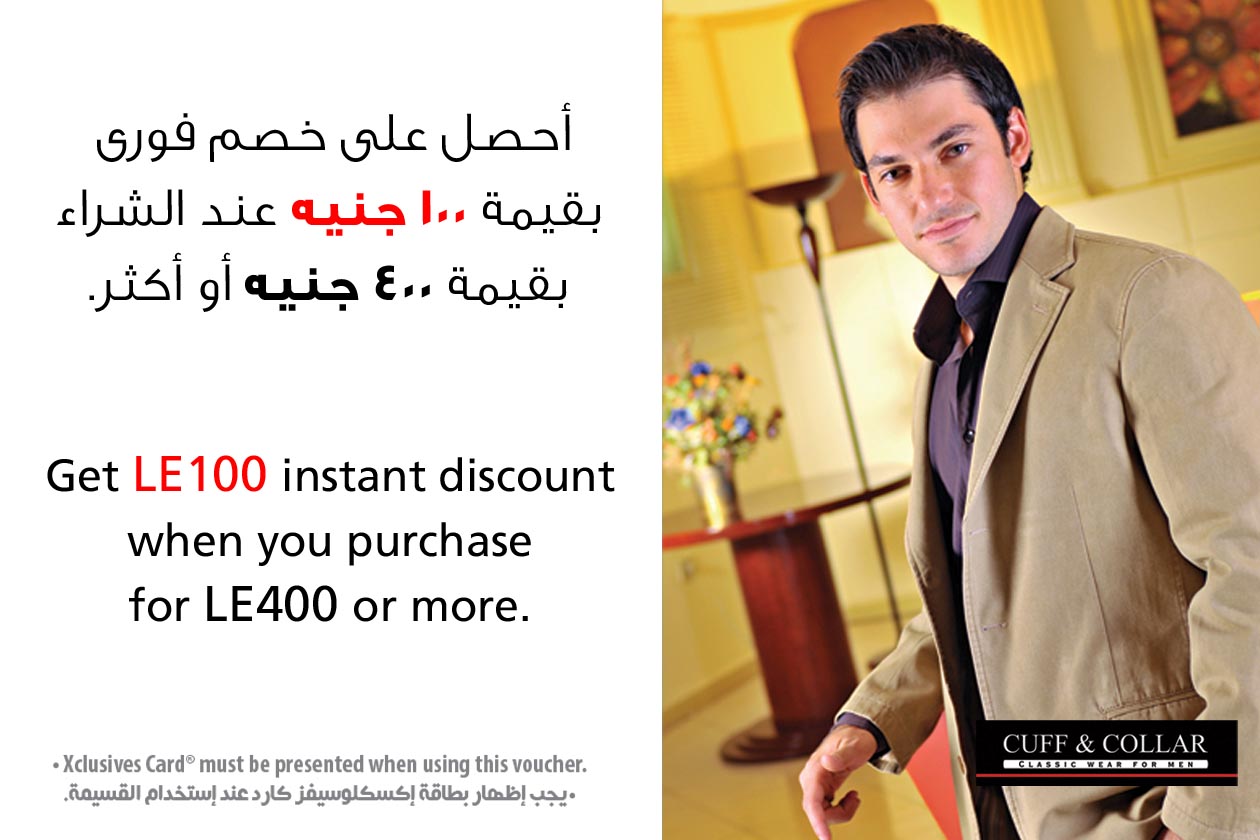 أحصل على خصم فورى
بقيمة ١٠٠ جنيه عند الشراء
بقيمة ٤٠٠ جنيه أو أكثر.
Get LE100 instant discount
when you purchase
for LE400 or more.
• Xclusives Card® must be presented when using this voucher.
•يجب إظهار بطاقة إكسكلوسيفز كارد عند إستخدام القسيمة.
CUFF & COLLAR
CLASSIC WEAR FOR MEN